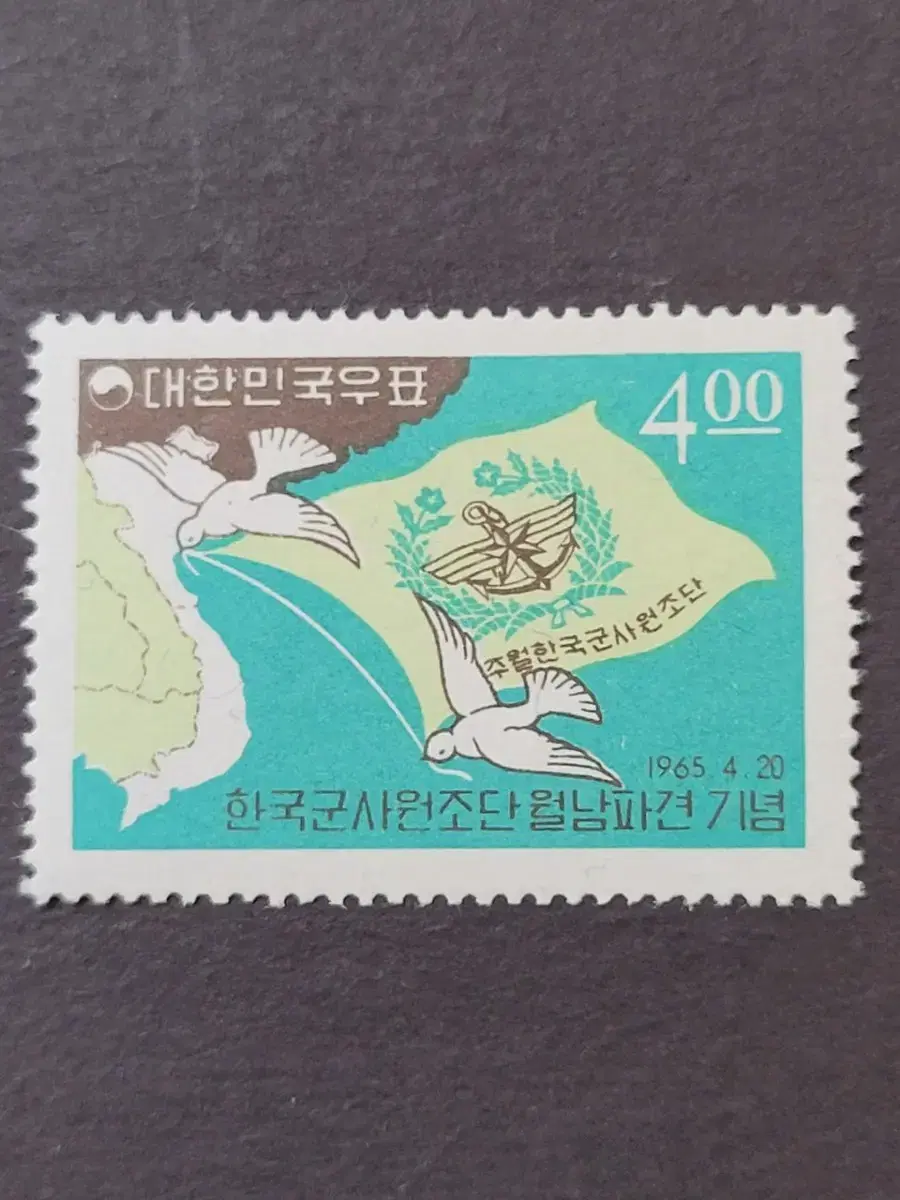 대한민국우표
4 00
주월한국군사원조단
1965. 4. 20
한국군사원조단월남파견기념